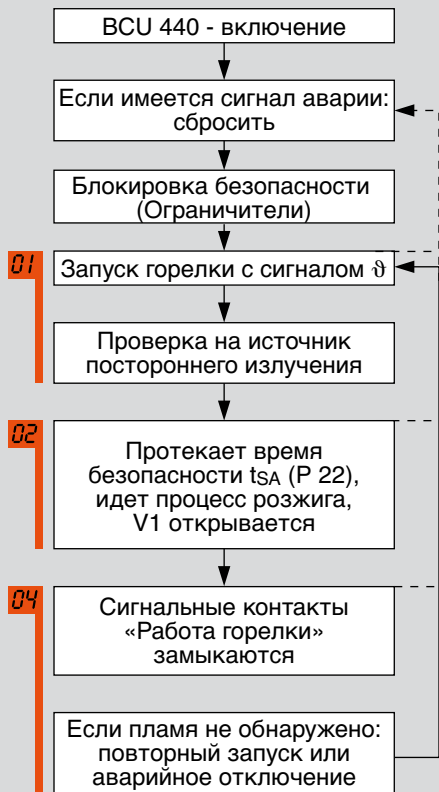 BCU 440 - включение
Если имеется сигнал аварии:
сбросить
Блокировка безопасности
(Ограничители)
01
Запуск горелки с сигналом ϑ
Проверка на источник
постороннего излучения
02
Протекает время
безопасности tSA (P 22),
идет процесс розжига,
V1 открывается
04
Сигнальные контакты
«Работа горелки»
замыкаются
Если пламя не обнаружено:
повторный запуск или
аварийное отключение